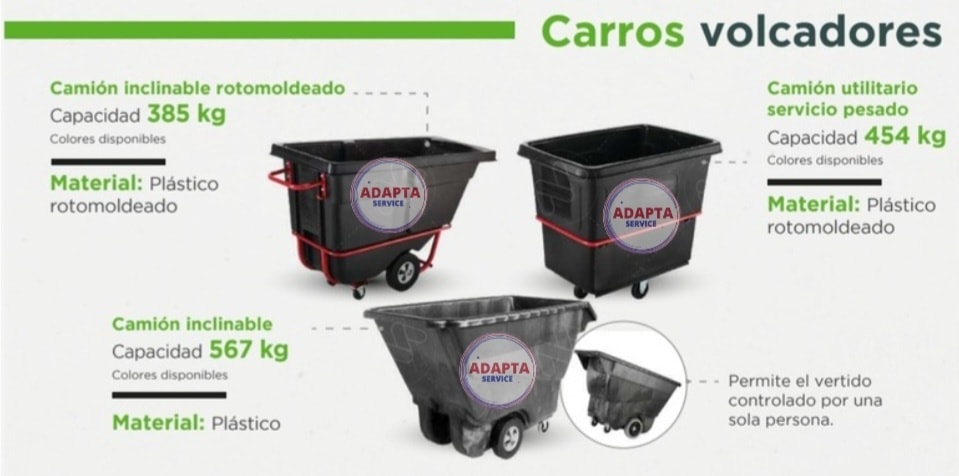 Carros volcadores
Camión inclinable rotomoldeado
Capacidad 385 kg
Colores disponibles
Material: Plástico
rotomoldeado
Camión utilitario
servicio pesado
Capacidad 454 kg
Colores disponibles
Material: Plástico
rotomoldeado
ADAPTA
SERVICE
ADAPTA
SERVICE
Camión inclinable
Capacidad 567 kg
Colores disponibles
Material: Plástico
ADAPTA
SERVICE
Permite el vertido
controlado por una
sola persona.